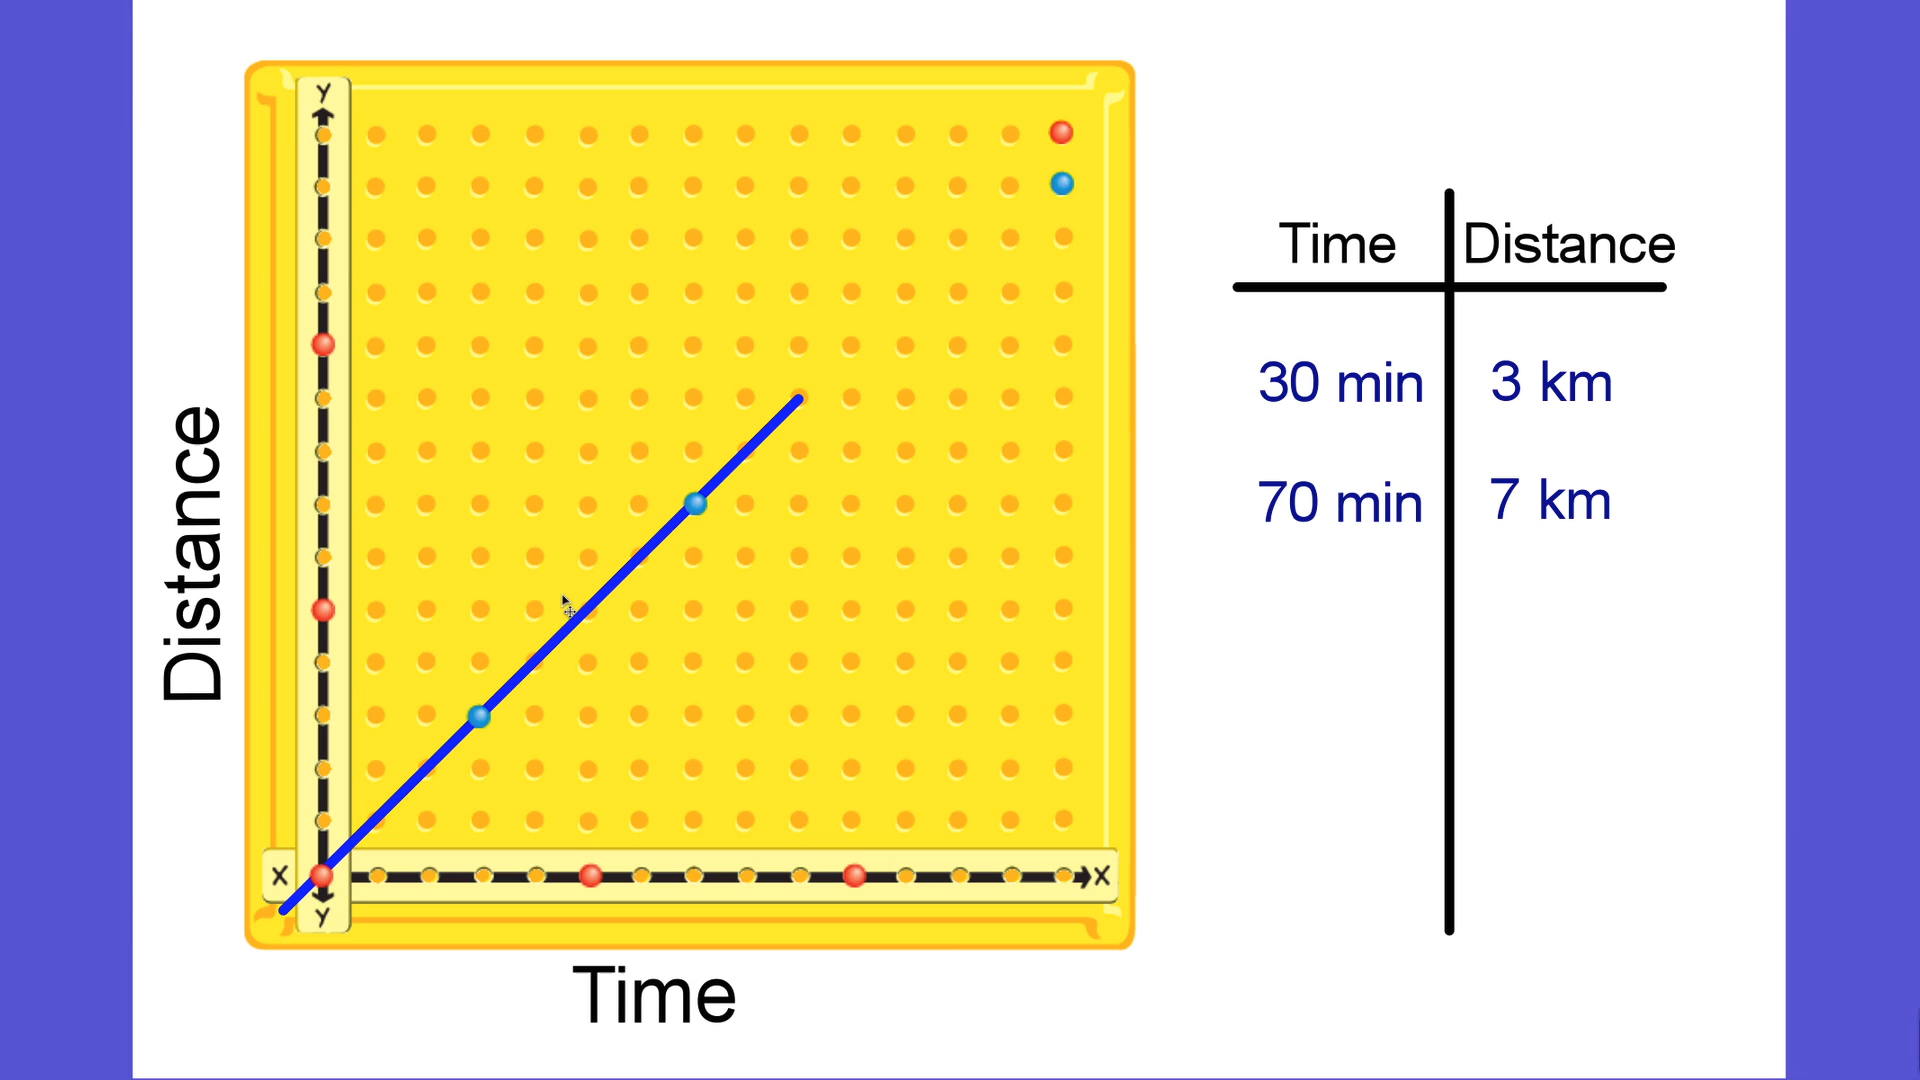 Y
Distance
X
X
Y
Time
Time Distance
30 min 3 km
70 min 7 km